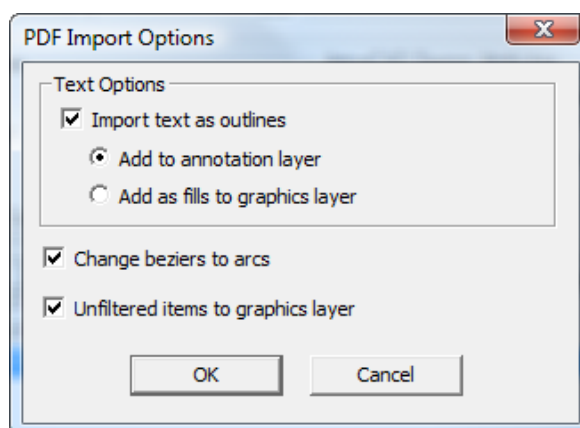 PDF Import Options
Text Options
Import text as outlines
Add to annotation layer
Add as fills to graphics layer
Change beziers to arcs
Unfiltered items to graphics layer
OK Cancel